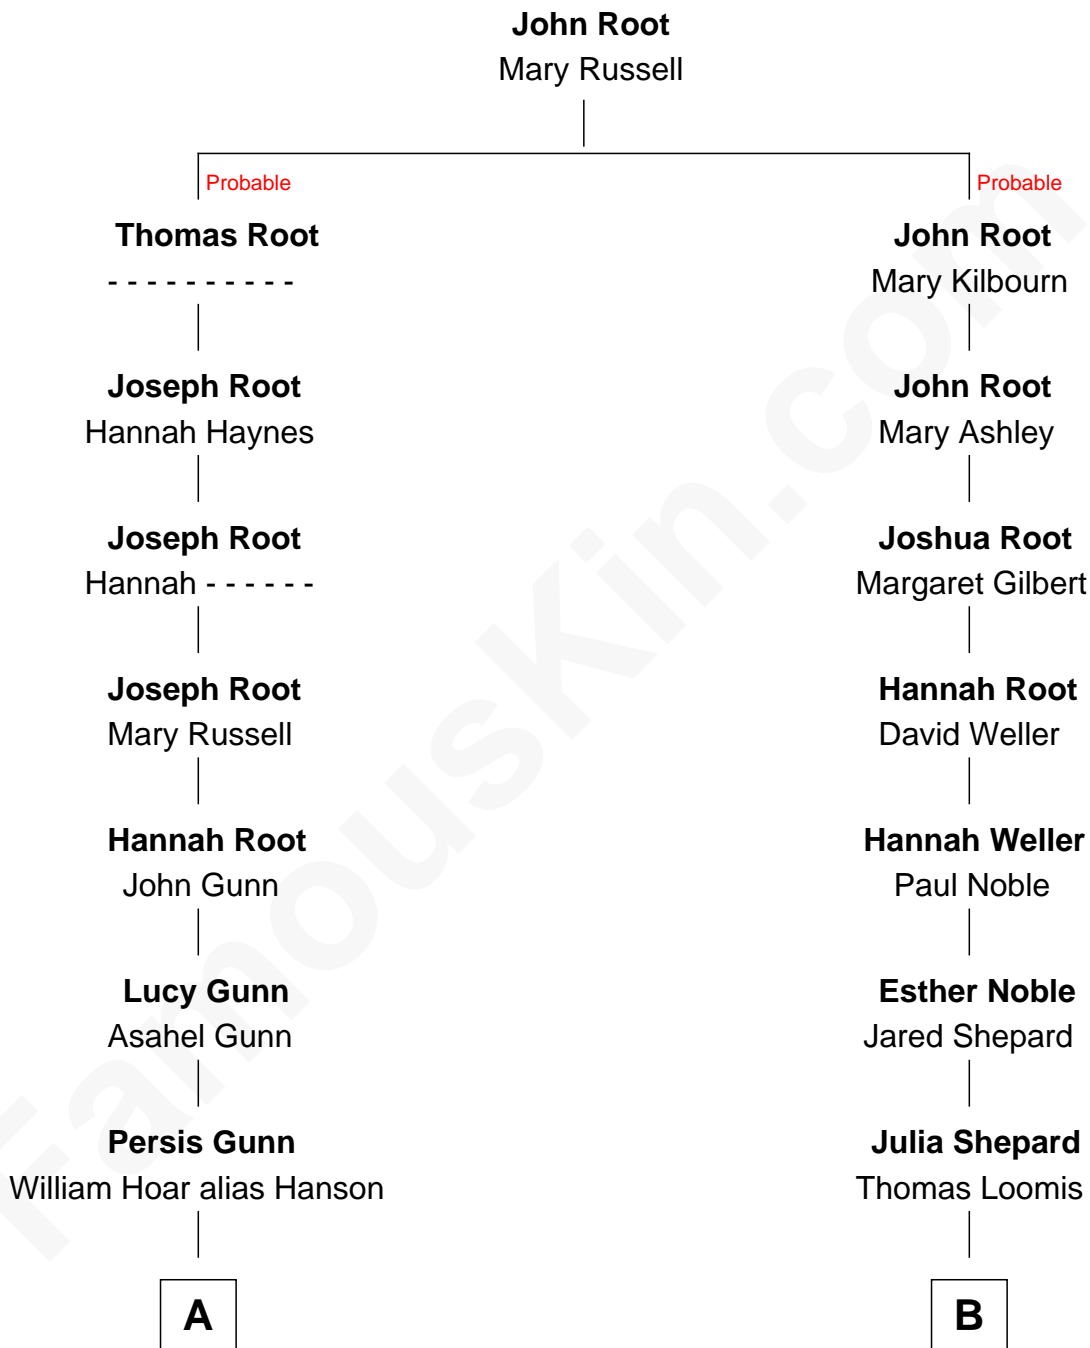 John Root
Mary Russell
Probable
Probable
Thomas Root
- - - - - - - - - -
John Root
Mary Kilbourn
Joseph Root
Hannah Haynes
John Root
Mary Ashley
Joseph Root
Hannah - - - - - -
Joshua Root
Margaret Gilbert
Joseph Root
Mary Russell
Hannah Root
David Weller
Hannah Root
John Gunn
Hannah Weller
Paul Noble
Lucy Gunn
Asahel Gunn
Esther Noble
Jared Shepard
Persis Gunn
William Hoar alias Hanson
Julia Shepard
Thomas Loomis
A
B
FamousKin.com